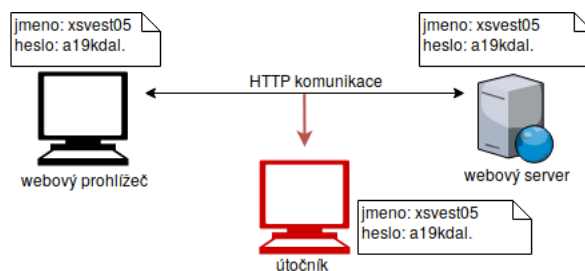 jmeno: xsvest05
heslo: a19kdal.
jmeno: xsvest05
heslo: a19kdal.
HTTP komunikace
webový prohlížeč
webový server
jmeno: xsvest05
heslo: a19kdal.
útočník